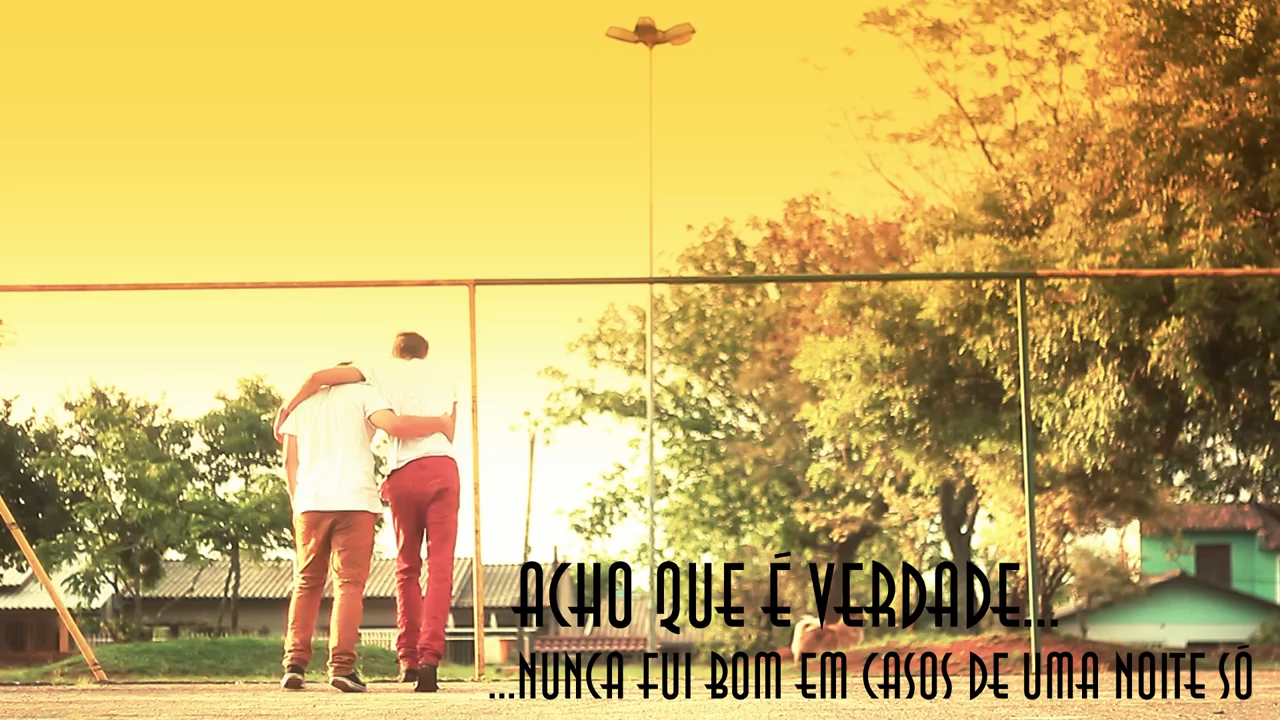 ACHO QUE É VERDADE...
...NUNCA FUI BOM EM CASOS DE UMA NOITE SÓ